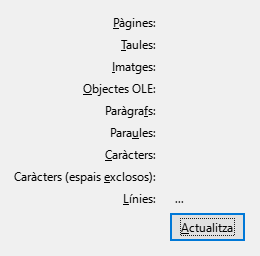 Pàgines:
Taules:
Imatges:
Objectes OLE:
Paràgrafs:
Paraules:
Caràcters:
Caràcters (espais exclosos):
Línies: ...
Actualitza